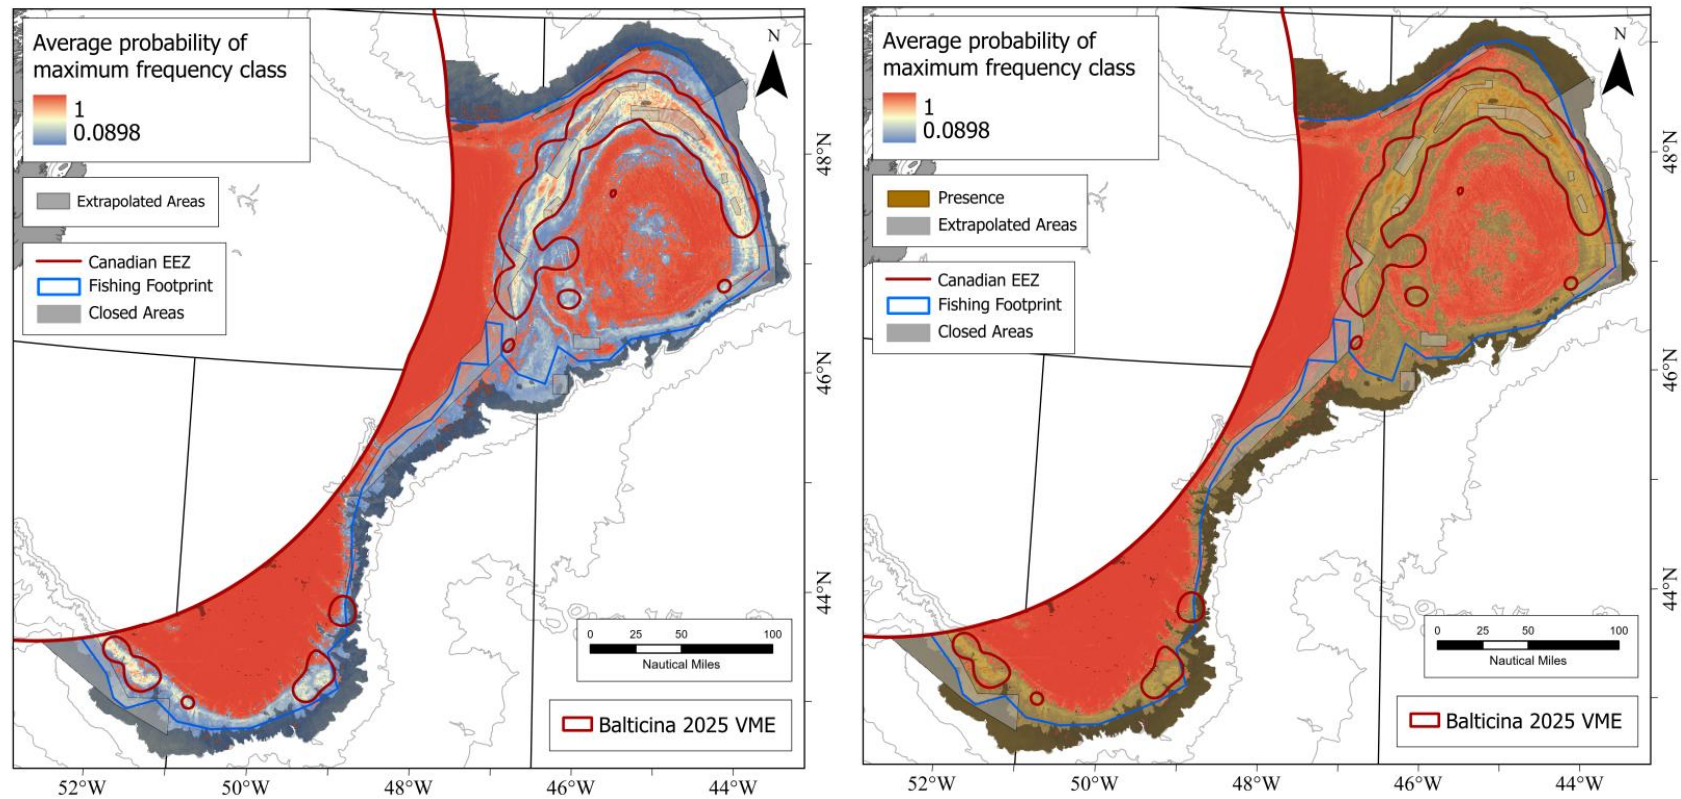 Average probability of
maximum frequency class
1
0.0898
Extrapolated Areas
Canadian EEZ
Fishing Footprint
Closed Areas
N
48°N
46°N
44°N
0 25 50 100
Nautical Miles
Balticina 2025 VME
52°W 50°W 48°W 46°W 44°W
Average probability of
maximum frequency class
1
0.0898
Presence
Extrapolated Areas
Canadian EEZ
Fishing Footprint
Closed Areas
N
48°N
46°N
44°N
0 25 50 100
Nautical Miles
Balticina 2025 VME
52°W 50°W 48°W 46°W 44°W